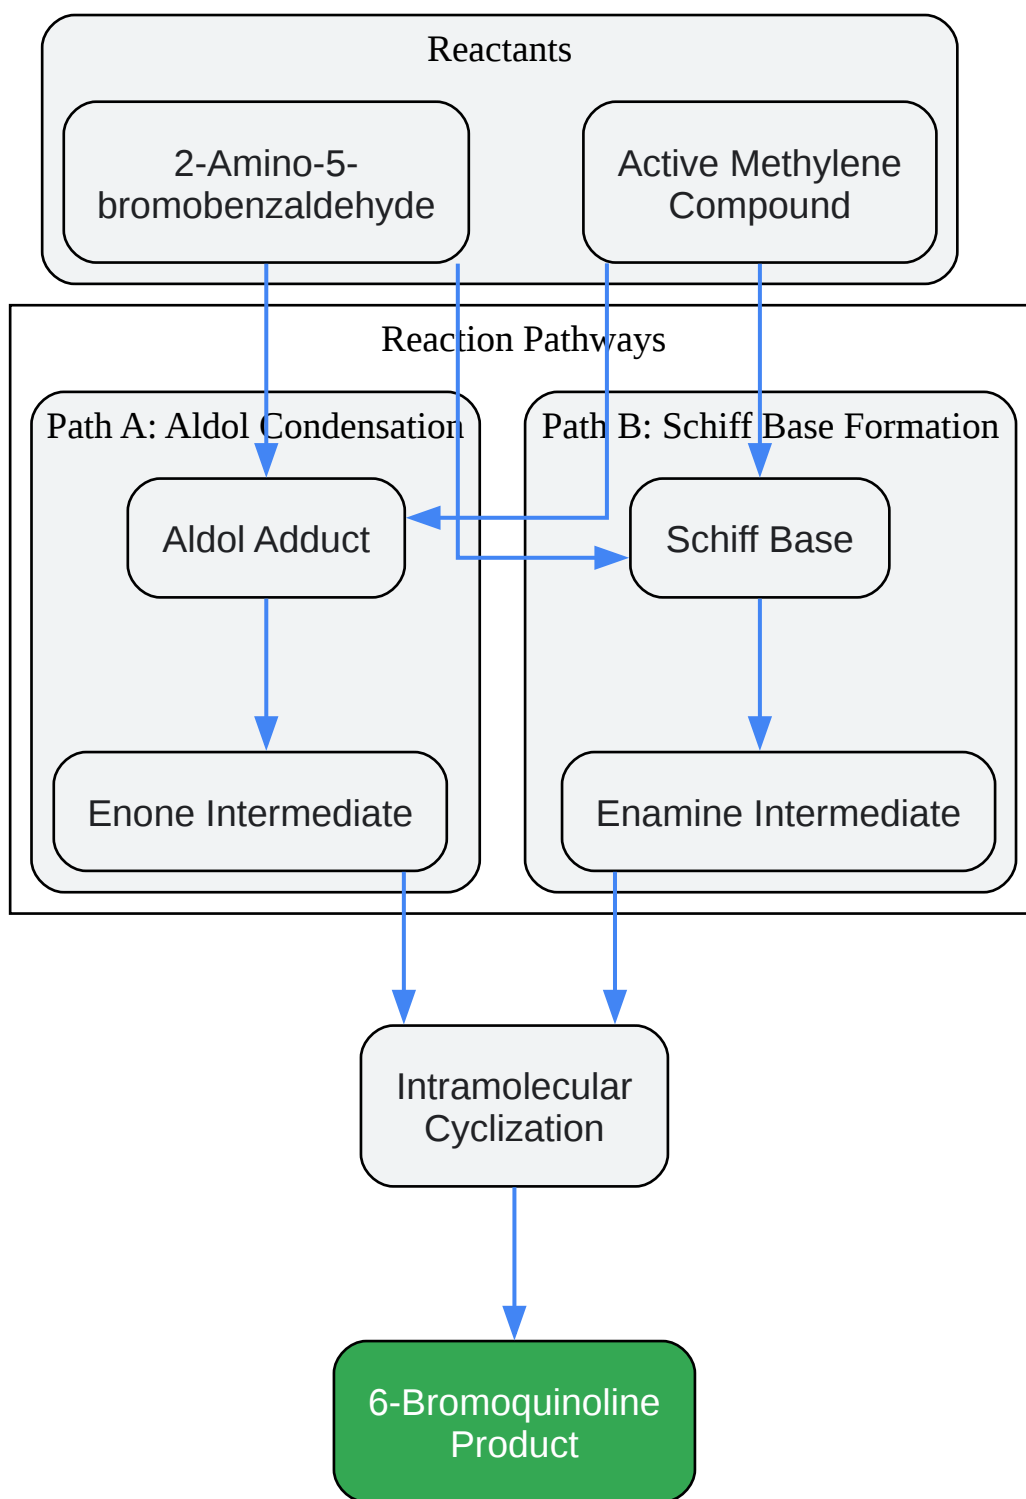 Reactants
2-Amino-5-
bromobenzaldehyde
Active Methylene
Compound
Reaction Pathways
Path A: Aldol Condensation
Path B: Schiff Base Formation
Aldol Adduct
Schiff Base
Enone Intermediate
Enamine Intermediate
Intramolecular
Cyclization
6-Bromoquinoline
Product